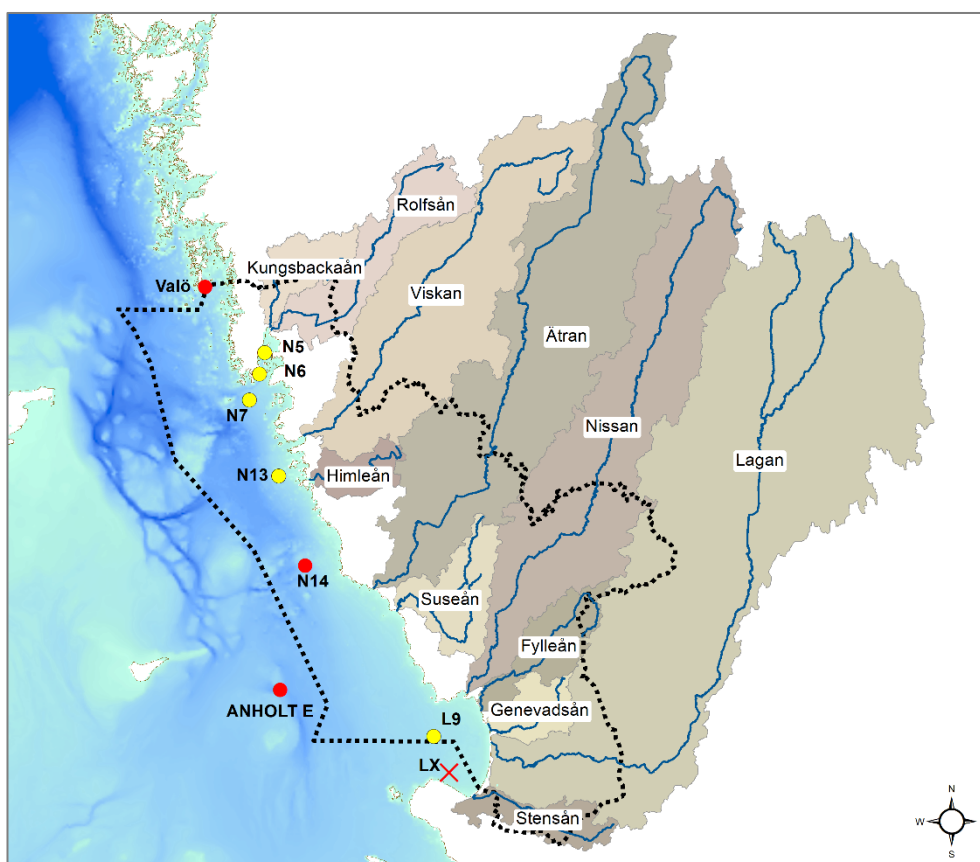 Rolfsån
Kungsbackaån
Valö
Viskan
Ätran
N5
N6
N7
Nissan
Lagan
N13
Himleån
N14
Suseån
Fylleån
ANHOLT E
Genevadsån
L9
LX
Stensån
N
W
E
S